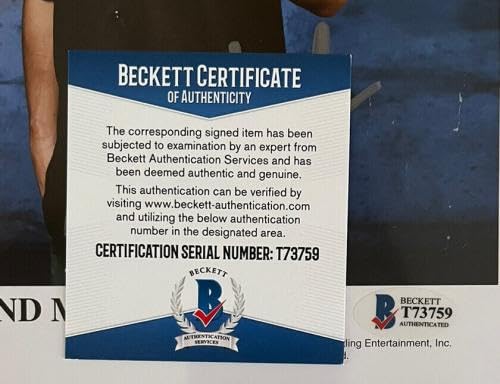 BECKETT CERTIFICATE
OF AUTHENTICITY
The corresponding signed item has been
subjected to examination by an expert from
Beckett Authentication Services and has
been deemed authentic and genuine.
This authentication can be verified by
visiting www.beckett-authentication.com
and utilizing the below authentication
number in the designated area.
CERTIFICATION SERIAL NUMBER: T73759
BECKETT
B
AUTHENTICATION
SERVICES
ND M
B
BECKETT
T73759
AUTHENTICATED
ling Entertainment, Inc.
d.